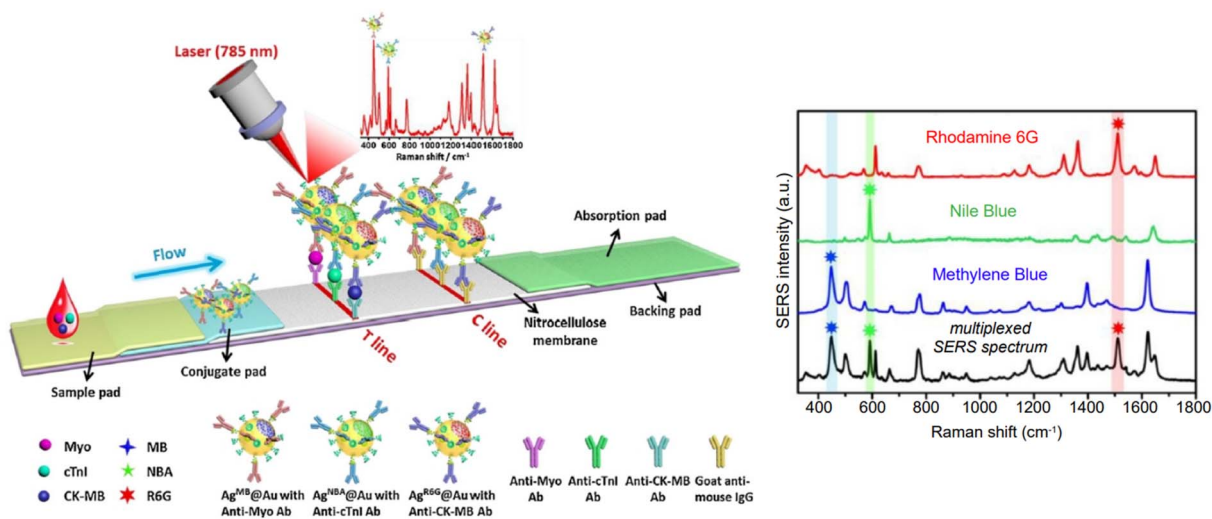 Laser (785 nm)
400 600 800 1000 1200 1400 1600 1800
Raman shift / cm⁻¹
Flow
Absorption pad
Backing pad
Nitrocellulose
membrane
C line
T line
Conjugate pad
Sample pad
Myo
cTnI
CK-MB
MB
NBA
R6G
Ag^MB@Au with
Anti-Myo Ab
Ag^NBA@Au with
Anti-cTnI Ab
Ag^R6G@Au with
Anti-CK-MB Ab
Anti-Myo
Ab
Anti-cTnI
Ab
Anti-CK-MB
Ab
Goat anti-
mouse IgG
SERS intensity (a.u.)
Rhodamine 6G
Nile Blue
Methylene Blue
multiplexed
SERS spectrum
400 600 800 1000 1200 1400 1600 1800
Raman shift (cm⁻¹)